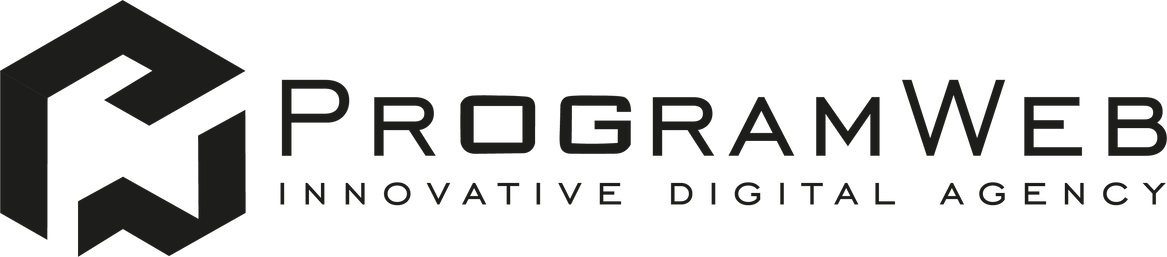 PROGRAMWEB
INNOVATIVE DIGITAL AGENCY